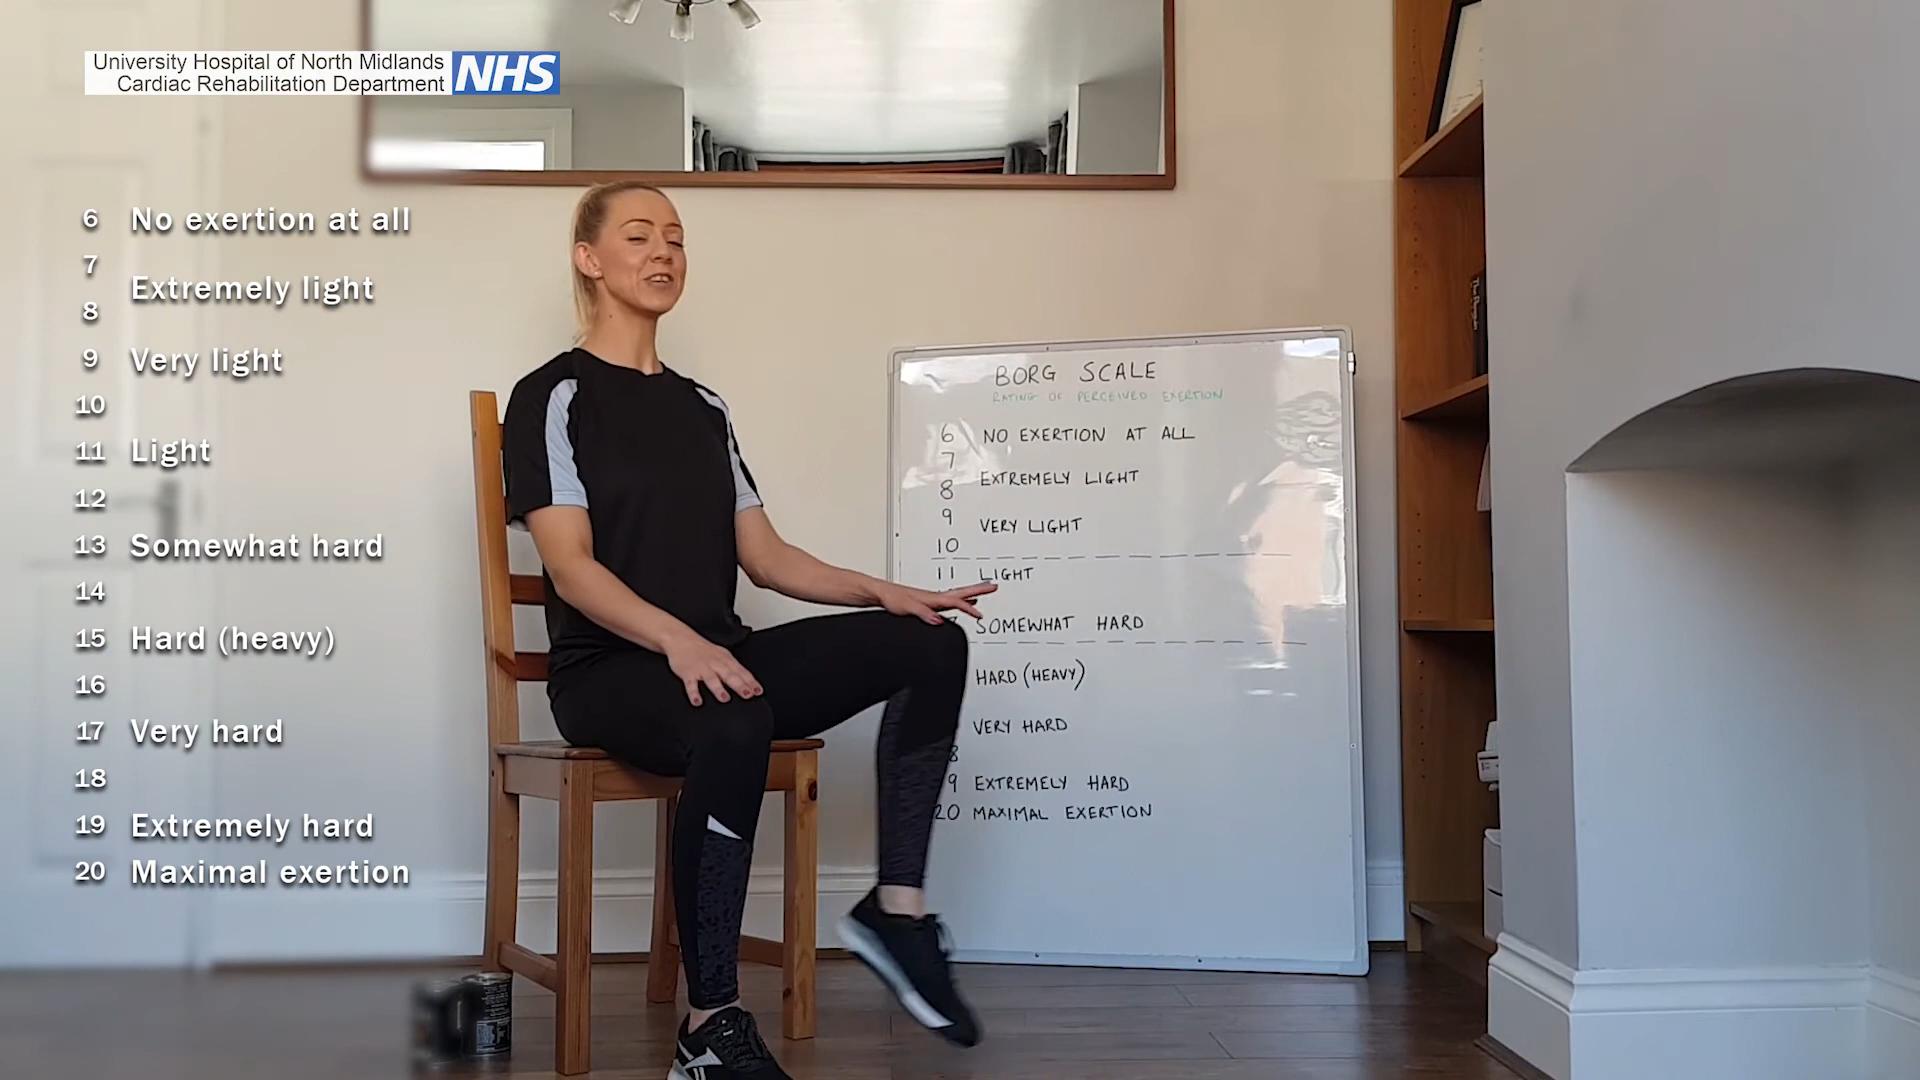 University Hospital of North Midlands
Cardiac Rehabilitation Department
NHS
6 No exertion at all
7
Extremely light
8
9 Very light
10
11 Light
12
13 Somewhat hard
14
15 Hard (heavy)
16
17 Very hard
18
19 Extremely hard
20 Maximal exertion
BORG SCALE
RATING OF PERCEIVED EXERTION
6 NO EXERTION AT ALL
7
EXTREMELY LIGHT
8
9
VERY LIGHT
10
11 LIGHT
SOMEWHAT HARD
HARD (HEAVY)
VERY HARD
8
9 EXTREMELY HARD
20 MAXIMAL EXERTION